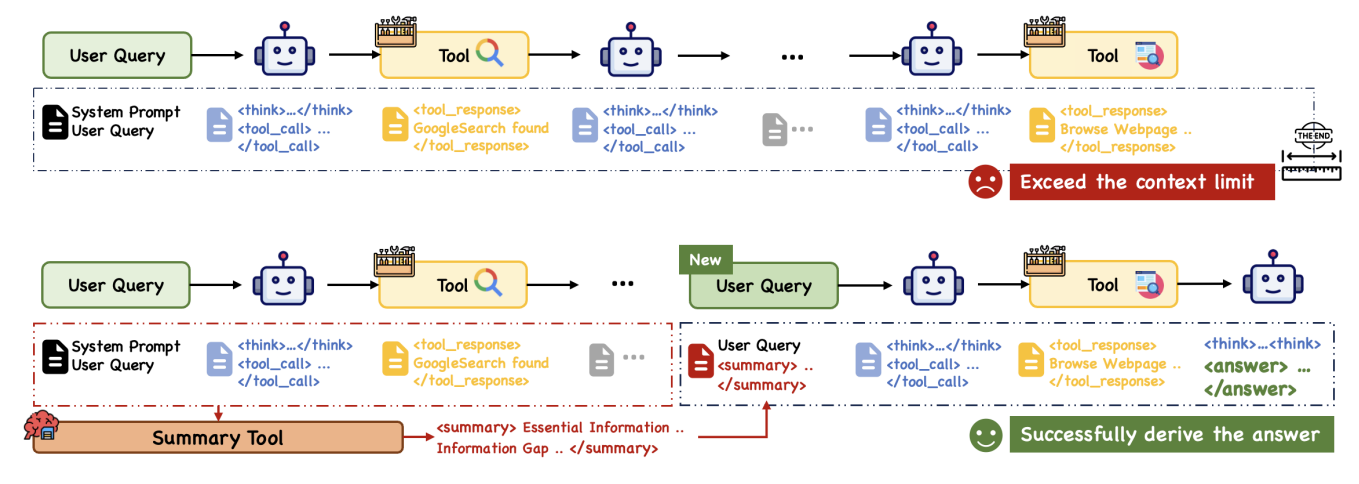 User Query
Tool
...
Tool
System Prompt
User Query
<think>...</think>
<tool_call> ...
</tool_call>
<tool_response>
GoogleSearch found
</tool_response>
<think>...</think>
<tool_call> ...
</tool_call>
...
<think>...</think>
<tool_call> ...
</tool_call>
<tool_response>
Browse Webpage ..
</tool_response>
THE END
Exceed the context limit
User Query
Tool
...
New
User Query
Tool
System Prompt
User Query
<think>...</think>
<tool_call> ...
</tool_call>
<tool_response>
GoogleSearch found
</tool_response>
...
User Query
<summary> ..
</summary>
<think>...</think>
<tool_call> ...
</tool_call>
<tool_response>
Browse Webpage ..
</tool_response>
<think>...<think>
<answer> ...
</answer>
Summary Tool
<summary> Essential Information ..
Information Gap .. </summary>
Successfully derive the answer